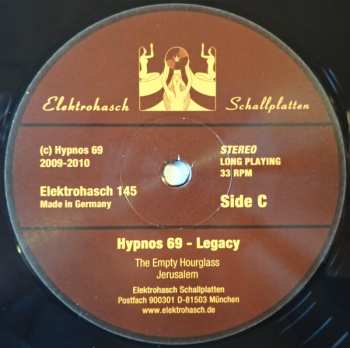 Elektrohasch Schallplatten
(c) Hypnos 69
2009-2010
STEREO
LONG PLAYING
33 RPM
Elektrohasch 145
Made in Germany
Side C
Hypnos 69 - Legacy
The Empty Hourglass
Jerusalem
Elektrohasch Schallplatten
Postfach 900301 D-81503 München
www.elektrohasch.de